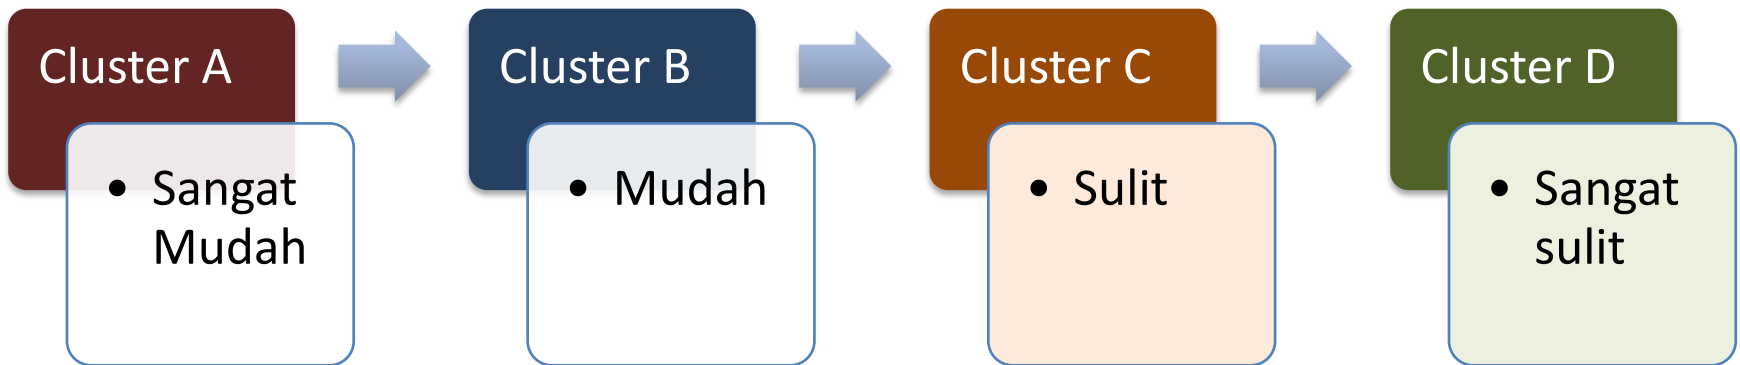 Cluster A
• Sangat
Mudah
Cluster B
• Mudah
Cluster C
• Sulit
Cluster D
• Sangat
sulit